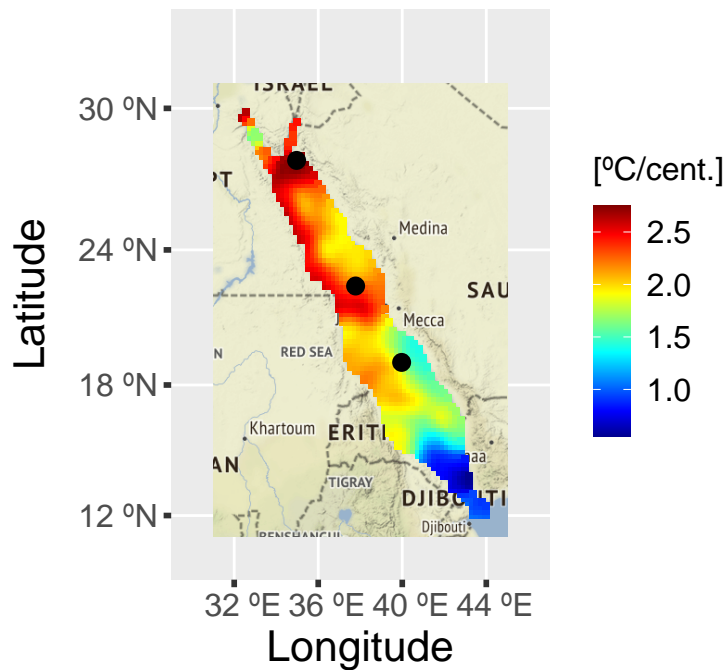 ISRAEL
30 ºN
[ºC/cent.]
PT
2.5
Medina
24 ºN
2.0
SAU
Mecca
1.5
N
RED SEA
18 ºN
1.0
Khartoum
ERITI
AN
TIGRAY
naa
DJIBOUTI
12 ºN
Djibouti
BENSHANGUL
32 ºE 36 ºE 40 ºE 44 ºE
Longitude
Latitude